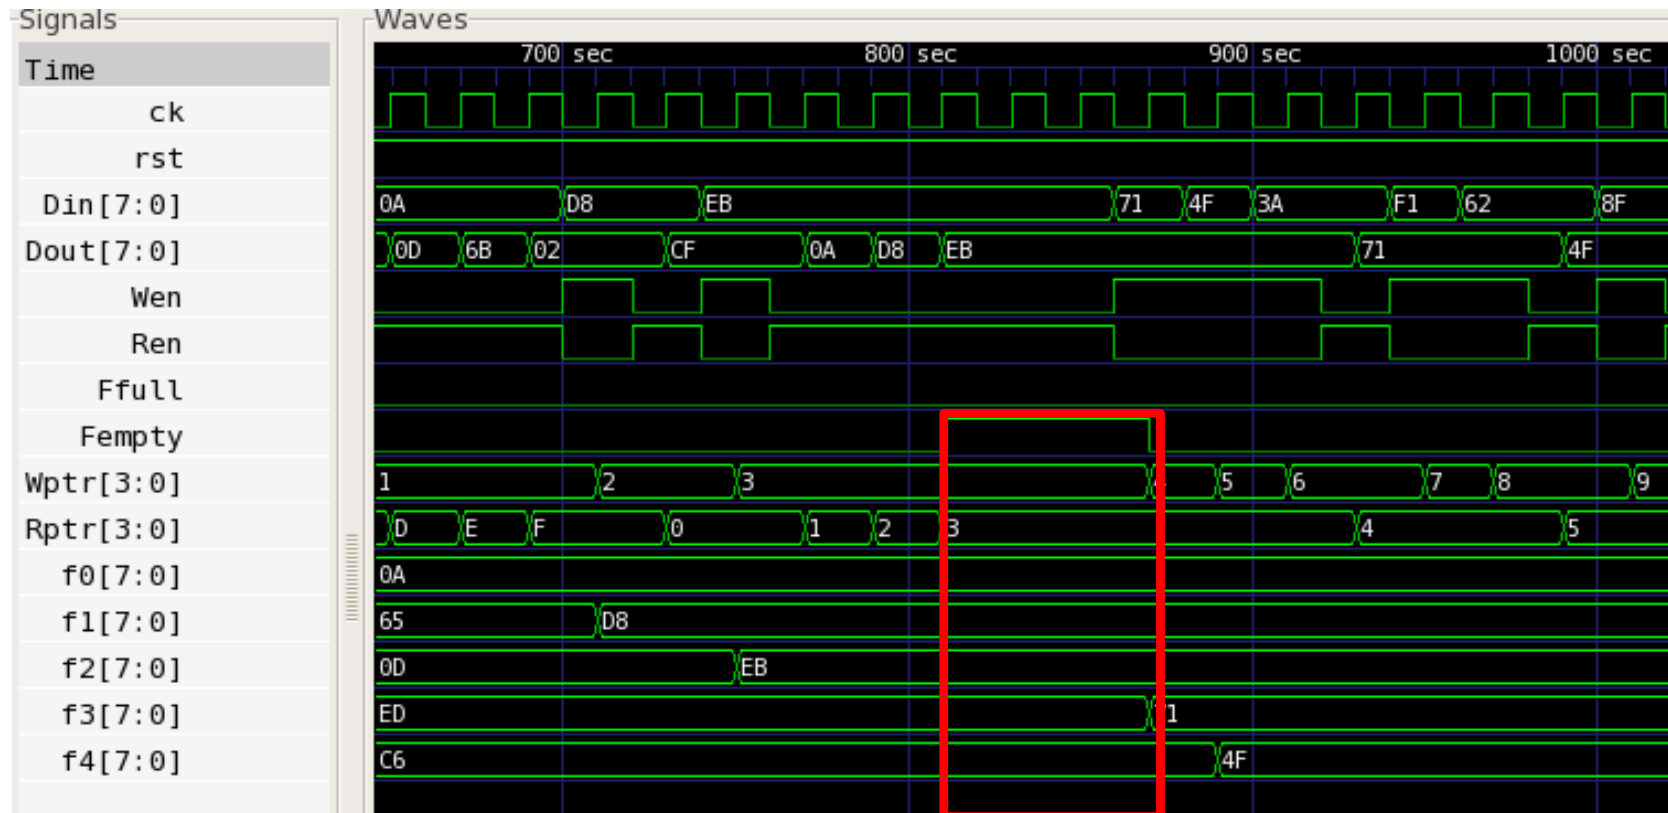 Signals Waves
Time 700 sec 800 sec 900 sec 1000 sec
ck
rst
Din[7:0] 0A D8 EB 71 4F 3A F1 62 8F
Dout[7:0] 0D 6B 02 CF 0A D8 EB 71 4F
Wen
Ren
Ffull
Fempty
Wptr[3:0] 1 2 3 4 5 6 7 8 9
Rptr[3:0] D E F 0 1 2 3 4 5
f0[7:0] 0A
f1[7:0] 65 D8
f2[7:0] 0D EB
f3[7:0] ED 71
f4[7:0] C6 4F